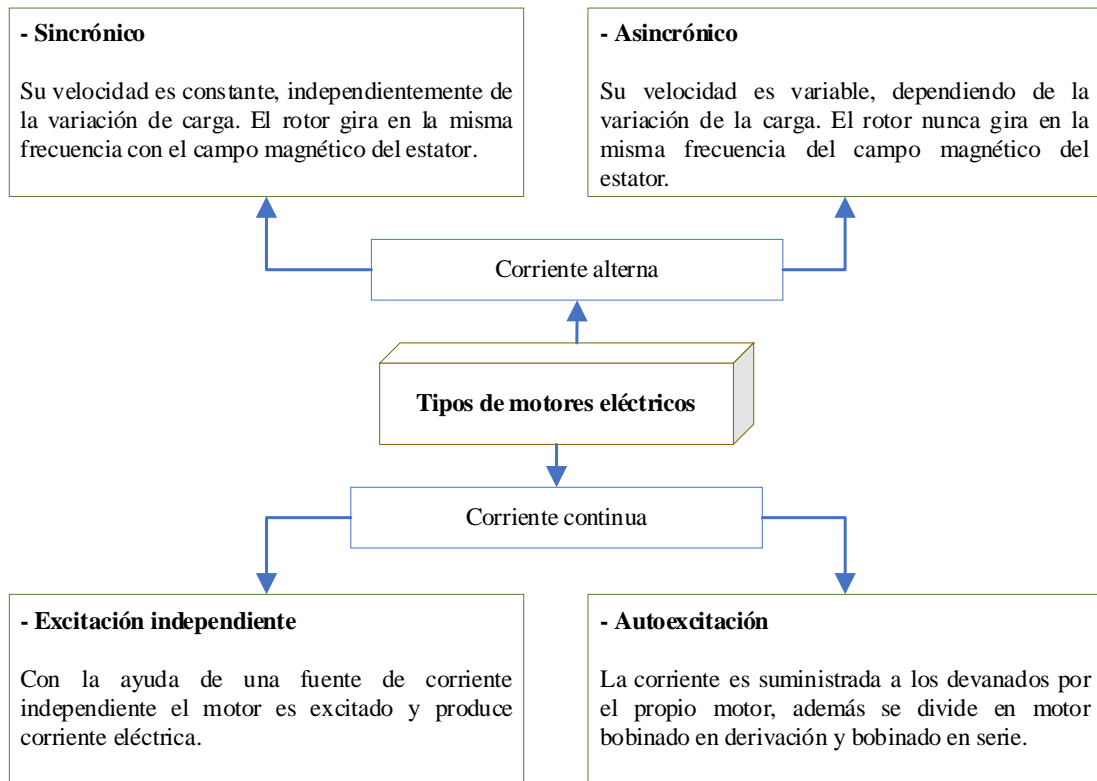 - Sincrónico
Su velocidad es constante, independientemente de
la variación de carga. El rotor gira en la misma
frecuencia con el campo magnético del estator.
- Asincrónico
Su velocidad es variable, dependiendo de la
variación de la carga. El rotor nunca gira en la
misma frecuencia del campo magnético del
estator.
Corriente alterna
Tipos de motores eléctricos
Corriente continua
- Excitación independiente
Con la ayuda de una fuente de corriente
independiente el motor es excitado y produce
corriente eléctrica.
- Autoexcitación
La corriente es suministrada a los devanados por
el propio motor, además se divide en motor
bobinado en derivación y bobinado en serie.